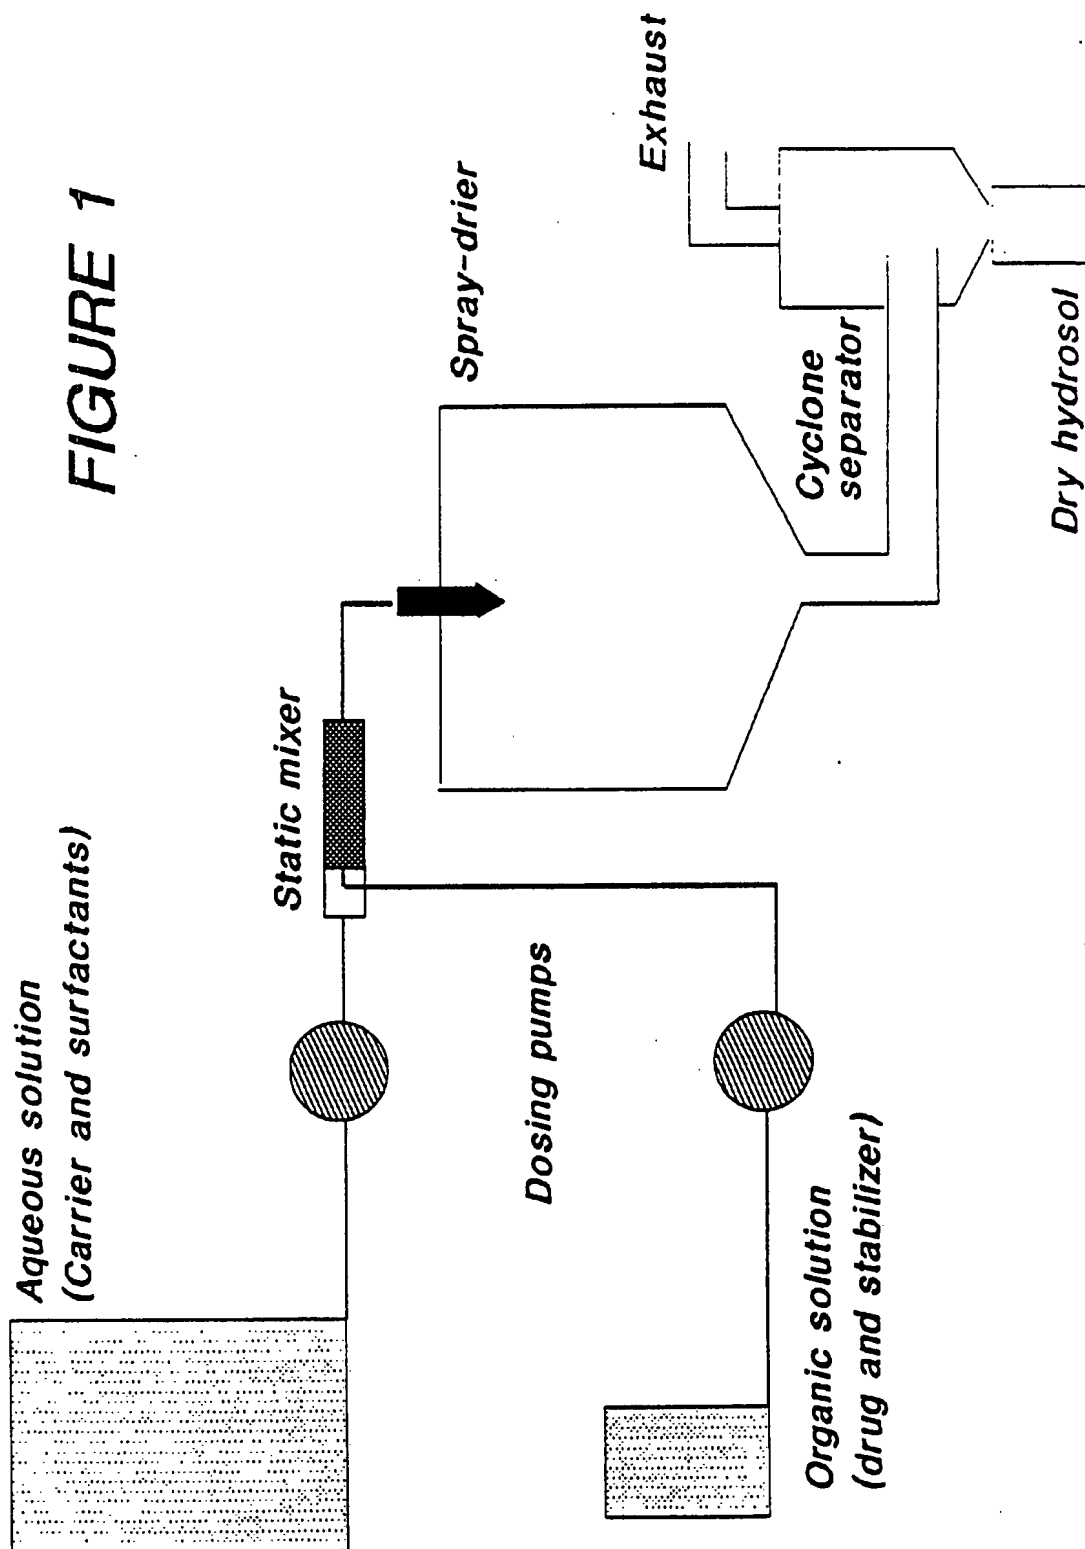 FIGURE 1
Aqueous solution
(Carrier and surfactants)
Static mixer
Spray-drier
Exhaust
Dosing pumps
Cyclone
separator
Organic solution
(drug and stabilizer)
Dry hydrosol